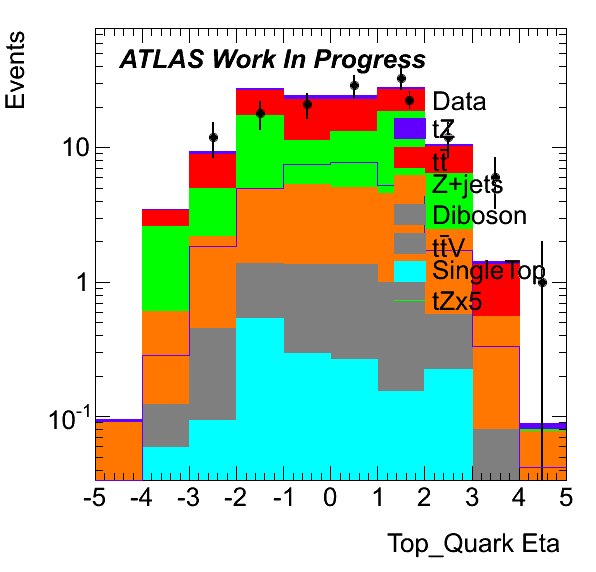 Events
ATLAS Work In Progress
Data
tZ
tt̄
Z+jets
Diboson
tt̄V
SingleTop
tZx5
10
1
10⁻¹
-5 -4 -3 -2 -1 0 1 2 3 4 5
Top_Quark Eta